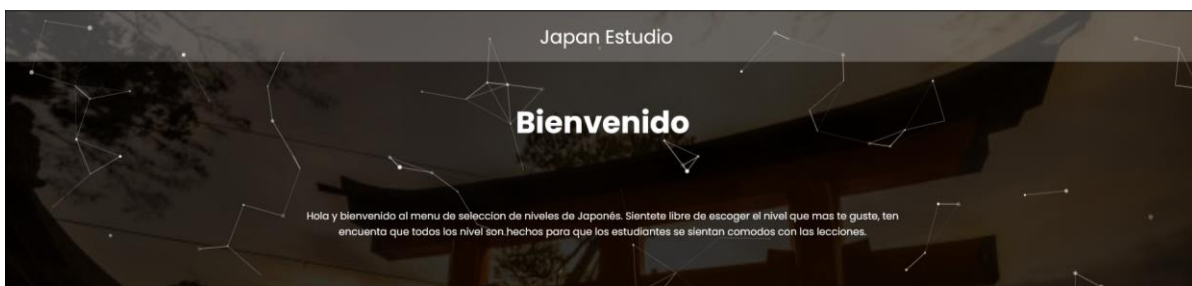 Japan Estudio
Bienvenido
Hola y bienvenido al menu de seleccion de niveles de Japonés. Sientete libre de escoger el nivel que mas te guste, ten
encuenta que todos los nivel son hechos para que los estudiantes se sientan comodos con las lecciones.